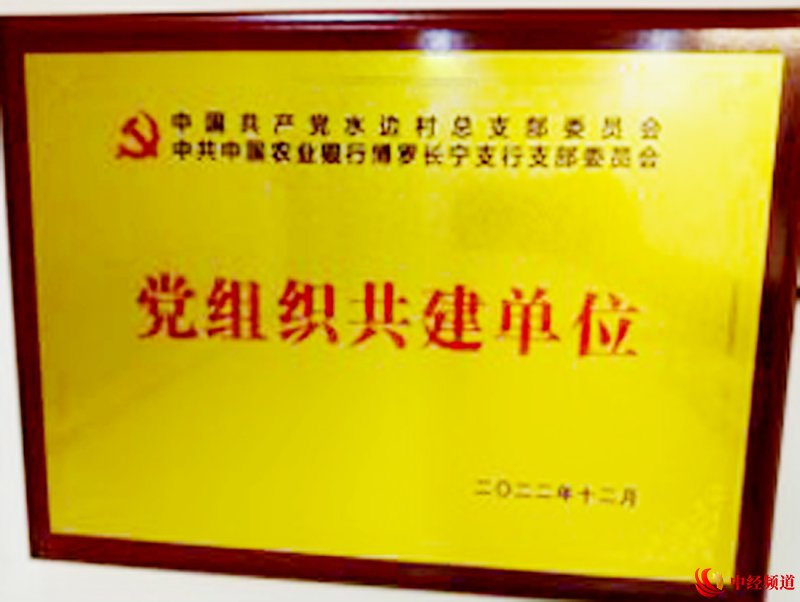 中国共产党水边村总支部委员会
中共中国农业银行博罗长宁支行支部委员会
党组织共建单位
二〇二二年十二月
中经频道